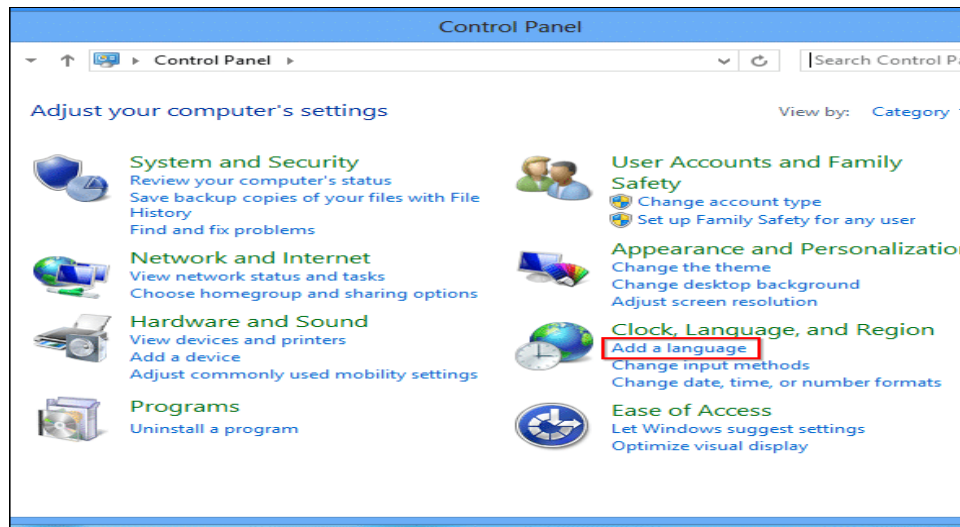 Control Panel
Control Panel
Search Control Pa
Adjust your computer's settings
View by: Category
System and Security
Review your computer's status
Save backup copies of your files with File
History
Find and fix problems
Network and Internet
View network status and tasks
Choose homegroup and sharing options
Hardware and Sound
View devices and printers
Add a device
Adjust commonly used mobility settings
Programs
Uninstall a program
User Accounts and Family
Safety
Change account type
Set up Family Safety for any user
Appearance and Personalization
Change the theme
Change desktop background
Adjust screen resolution
Clock, Language, and Region
Add a language
Change input methods
Change date, time, or number formats
Ease of Access
Let Windows suggest settings
Optimize visual display